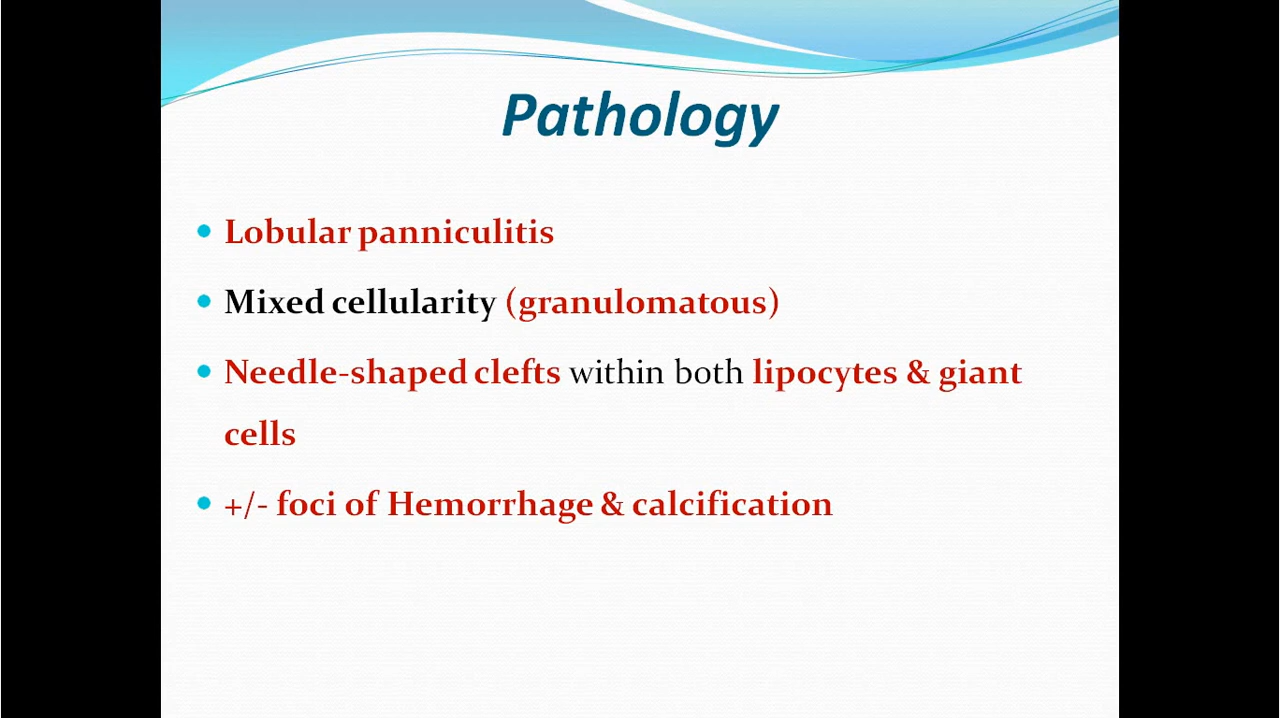 Pathology
Lobular panniculitis
Mixed cellularity (granulomatous)
Needle-shaped clefts within both lipocytes & giant
cells
+/- foci of Hemorrhage & calcification